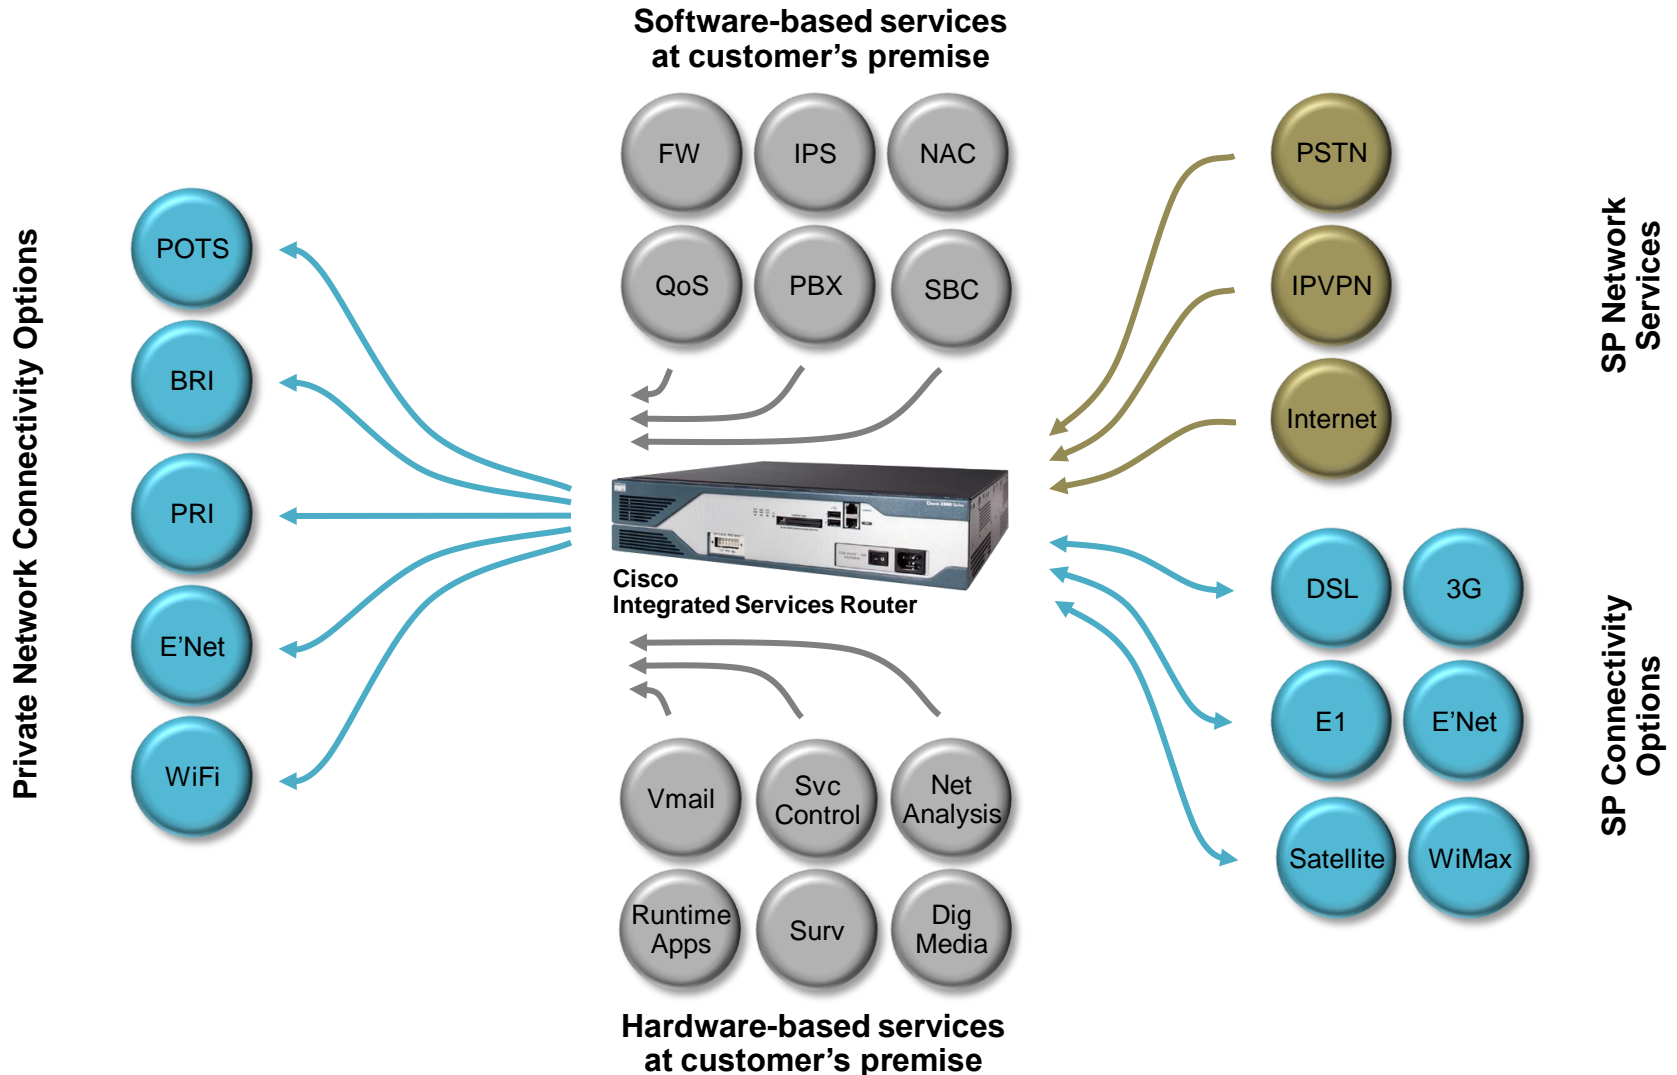 Software-based services
at customer’s premise
FW
IPS
NAC
QoS
PBX
SBC
Private Network Connectivity Options
POTS
BRI
PRI
E’Net
WiFi
Cisco
Integrated Services Router
PSTN
IPVPN
Internet
SP Network
Services
DSL
3G
E1
E’Net
Satellite
WiMax
SP Connectivity
Options
Vmail
Svc
Control
Net
Analysis
Runtime
Apps
Surv
Dig
Media
Hardware-based services
at customer’s premise